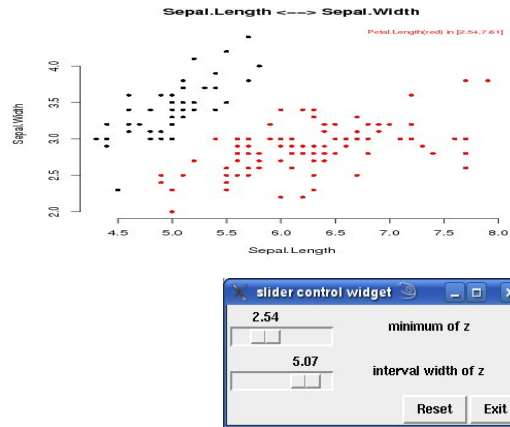 Sepal.Length <--> Sepal.Width
Petal.Length(red) in [2.54,7.61]
Sepal.Width
4.0
3.5
3.0
2.5
2.0
4.5 5.0 5.5 6.0 6.5 7.0 7.5 8.0
Sepal.Length
slider control widget
2.54
minimum of z
5.07
interval width of z
Reset Exit